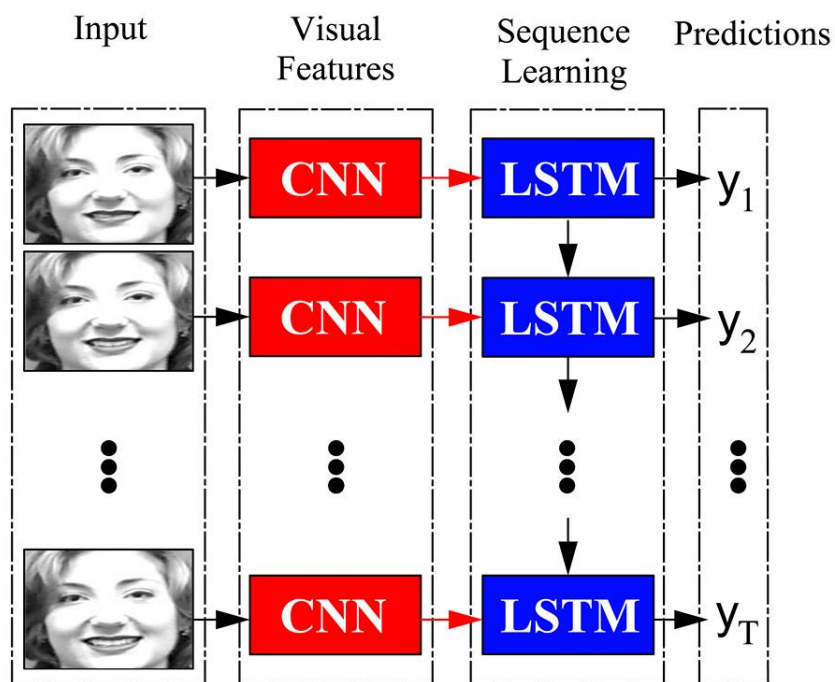 Input
Visual
Features
Sequence
Learning
Predictions
CNN
LSTM
y1
CNN
LSTM
y2
CNN
LSTM
yT